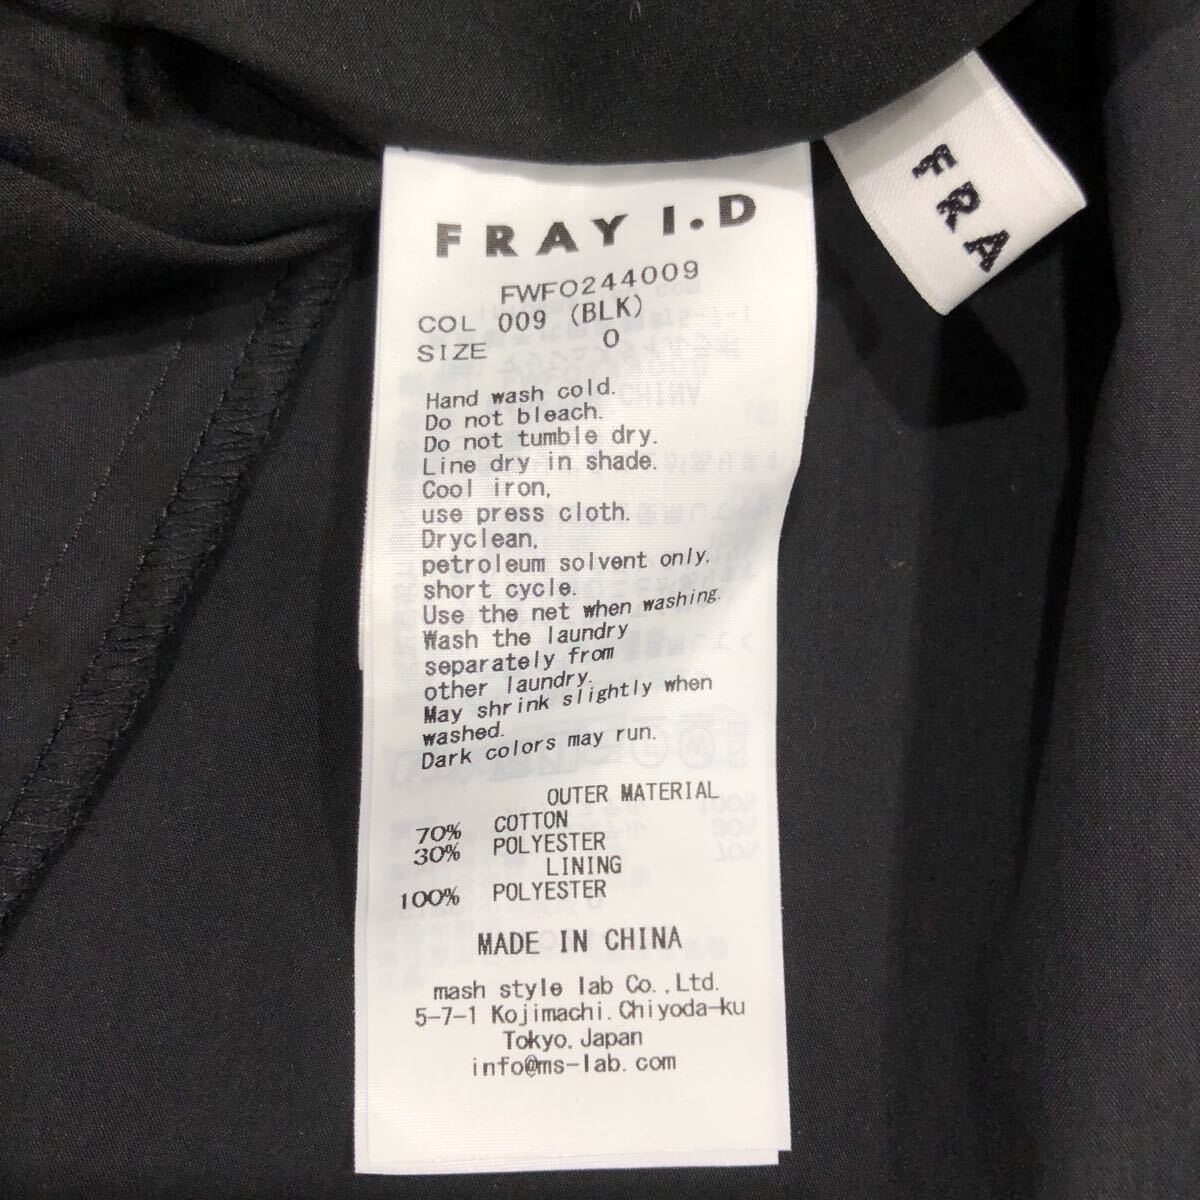 FRAY I.D
FRA
FWFO244009
COL 009 (BLK)
SIZE 0
Hand wash cold.
Do not bleach.
Do not tumble dry.
Line dry in shade.
Cool iron,
use press cloth.
Dryclean,
petroleum solvent only.
short cycle.
Use the net when washing.
Wash the laundry
separately from
other laundry.
May shrink slightly when
washed.
Dark colors may run.
OUTER MATERIAL
70% COTTON
30% POLYESTER
LINING
100% POLYESTER
MADE IN CHINA
mash style lab Co.,Ltd.
5-7-1 Kojimachi. Chiyoda-ku
Tokyo, Japan
info@ms-lab.com